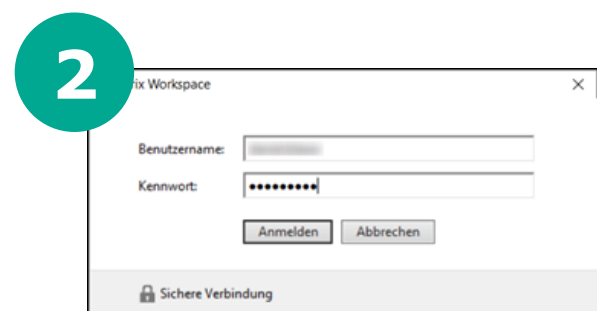 2
rix Workspace
Benutzername:
Kennwort: •••••••••
Anmelden Abbrechen
Sichere Verbindung